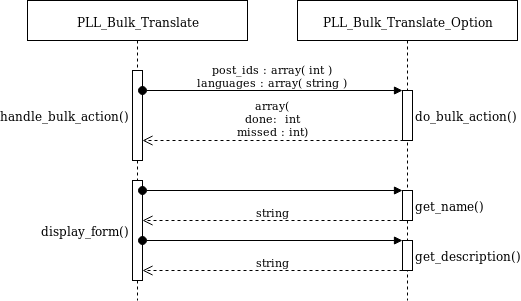 PLL_Bulk_Translate
PLL_Bulk_Translate_Option
post_ids : array( int )
languages : array( string )
handle_bulk_action()
array(
done: int
missed : int)
do_bulk_action()
display_form()
string
get_name()
string
get_description()